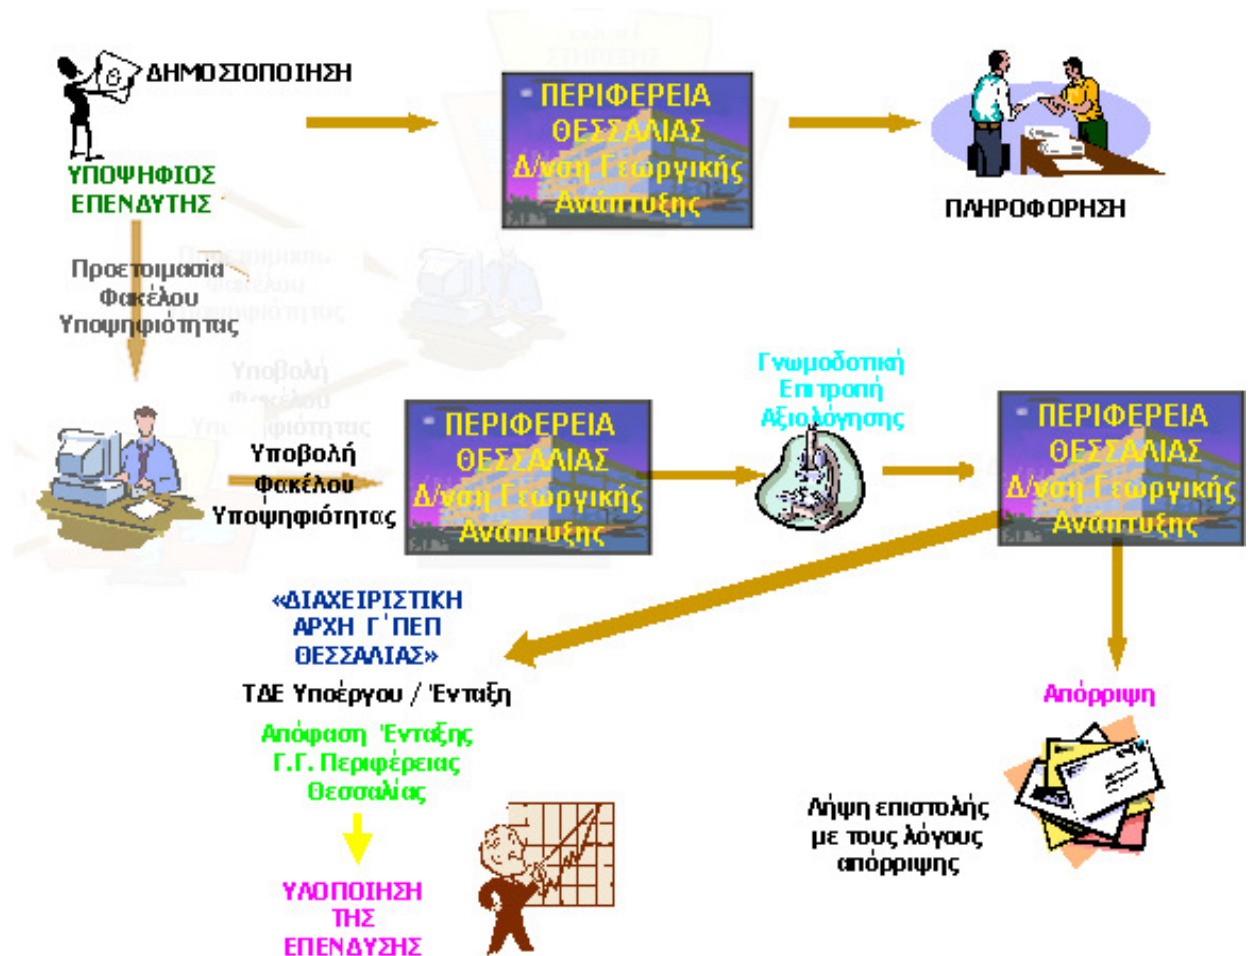 ΔΗΜΟΣΙΟΠΟΙΗΣΗ
ΥΠΟΨΗΦΙΟΣ
ΕΠΕΝΔΥΤΗΣ
ΠΕΡΙΦΕΡΕΙΑ
ΘΕΣΣΑΛΙΑΣ
Δ/νση Γεωργικής
Ανάπτυξης
ΠΛΗΡΟΦΟΡΗΣΗ
Προετοιμασία
Φακέλου
Υποψηφιότητας
Υποβολή
Φακέλου
Υποψηφιότητας
ΠΕΡΙΦΕΡΕΙΑ
ΘΕΣΣΑΛΙΑΣ
Δ/νση Γεωργικής
Ανάπτυξης
Γνωμοδοτική
Επιτροπή
Αξιολόγησης
ΠΕΡΙΦΕΡΕΙΑ
ΘΕΣΣΑΛΙΑΣ
Δ/νση Γεωργικής
Ανάπτυξης
«ΔΙΑΧΕΙΡΙΣΤΙΚΗ
ΑΡΧΗ Γ΄ΠΕΠ
ΘΕΣΣΑΛΙΑΣ»
ΤΔΕ Υποέργου / Ένταξη
Απόφαση Ένταξης
Γ.Γ. Περιφέρειας
Θεσσαλίας
ΥΛΟΠΟΙΗΣΗ
ΤΗΣ
ΕΠΕΝΔΥΣΗΣ
Απόρριψη
Λήψη επιστολής
με τους λόγους
απόρριψης